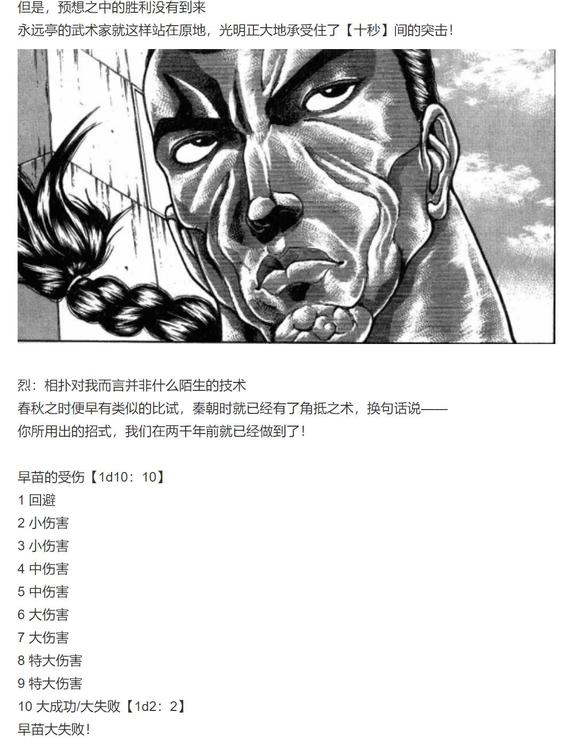 但是，预想之中的胜利没有到来
永远亭的武术家就这样站在原地，光明正大地承受住了【十秒】间的突击！
烈：相扑对我而言并非什么陌生的技术
春秋之时便早有类似的比试，秦朝时就已经有了角抵之术，换句话说——
你所用出的招式，我们在两千年前就已经做到了！
早苗的受伤【1d10：10】
1 回避
2 小伤害
3 小伤害
4 中伤害
5 中伤害
6 大伤害
7 大伤害
8 特大伤害
9 特大伤害
10 大成功/大失败【1d2：2】
早苗大失败！